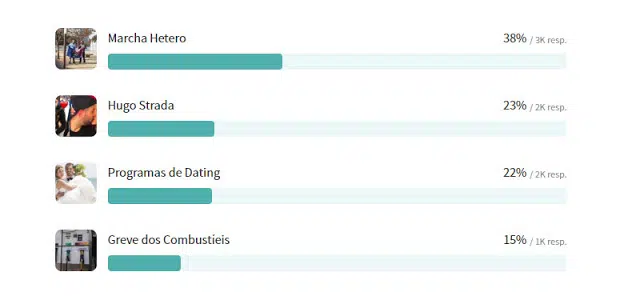 Marcha Hetero 38% / 3K resp.
Hugo Strada 23% / 2K resp.
Programas de Dating 22% / 2K resp.
Greve dos Combustieis 15% / 1K resp.